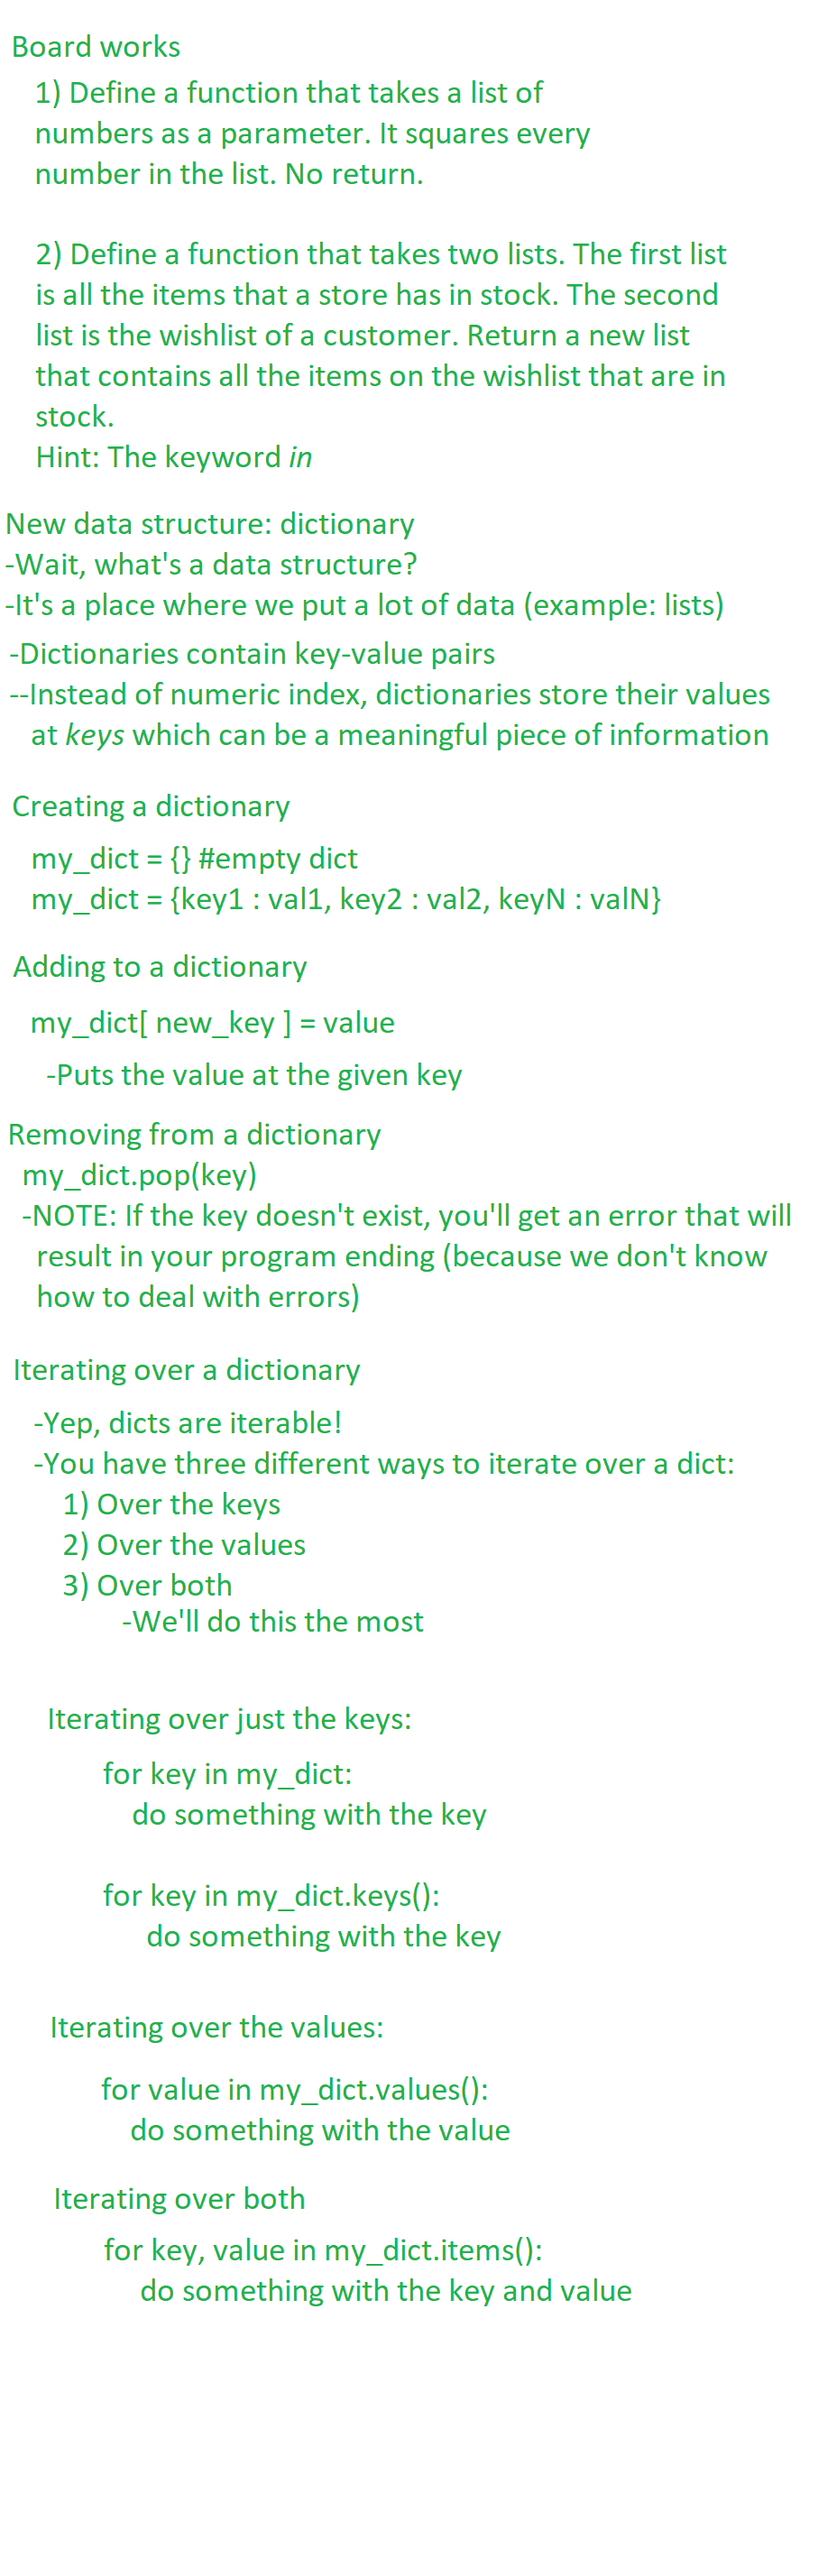 Board works
1) Define a function that takes a list of
numbers as a parameter. It squares every
number in the list. No return.
2) Define a function that takes two lists. The first list
is all the items that a store has in stock. The second
list is the wishlist of a customer. Return a new list
that contains all the items on the wishlist that are in
stock.
Hint: The keyword in
New data structure: dictionary
-Wait, what's a data structure?
-It's a place where we put a lot of data (example: lists)
-Dictionaries contain key-value pairs
--Instead of numeric index, dictionaries store their values
at keys which can be a meaningful piece of information
Creating a dictionary
my_dict = {} #empty dict
my_dict = {key1 : val1, key2 : val2, keyN : valN}
Adding to a dictionary
my_dict[ new_key ] = value
-Puts the value at the given key
Removing from a dictionary
my_dict.pop(key)
-NOTE: If the key doesn't exist, you'll get an error that will
result in your program ending (because we don't know
how to deal with errors)
Iterating over a dictionary
-Yep, dicts are iterable!
-You have three different ways to iterate over a dict:
1) Over the keys
2) Over the values
3) Over both
-We'll do this the most
Iterating over just the keys:
for key in my_dict:
do something with the key
for key in my_dict.keys():
do something with the key
Iterating over the values:
for value in my_dict.values():
do something with the value
Iterating over both
for key, value in my_dict.items():
do something with the key and value